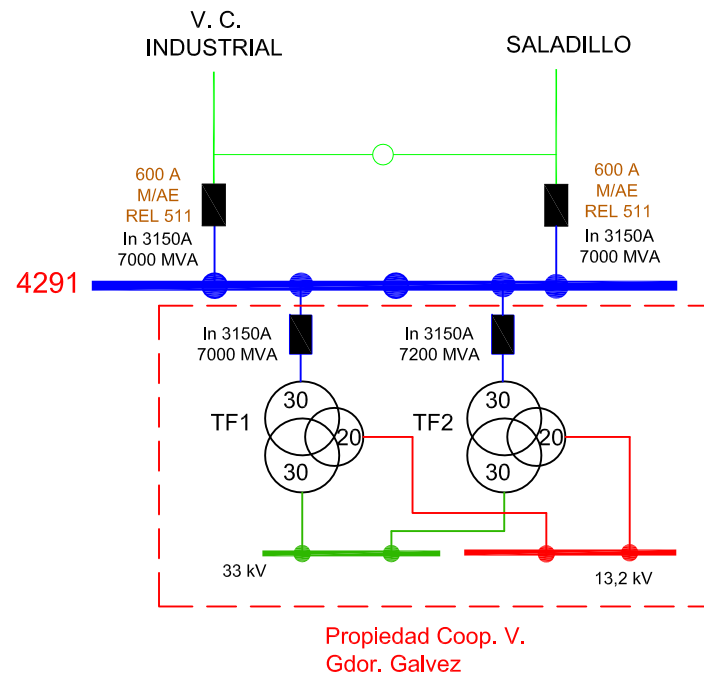 V. C.
INDUSTRIAL
SALADILLO
600 A
M/AE
REL 511
In 3150A
7000 MVA
600 A
M/AE
REL 511
In 3150A
7000 MVA
4291
In 3150A
7000 MVA
In 3150A
7200 MVA
TF1
30
20
30
TF2
30
20
30
33 kV
13,2 kV
Propiedad Coop. V.
Gdor. Galvez